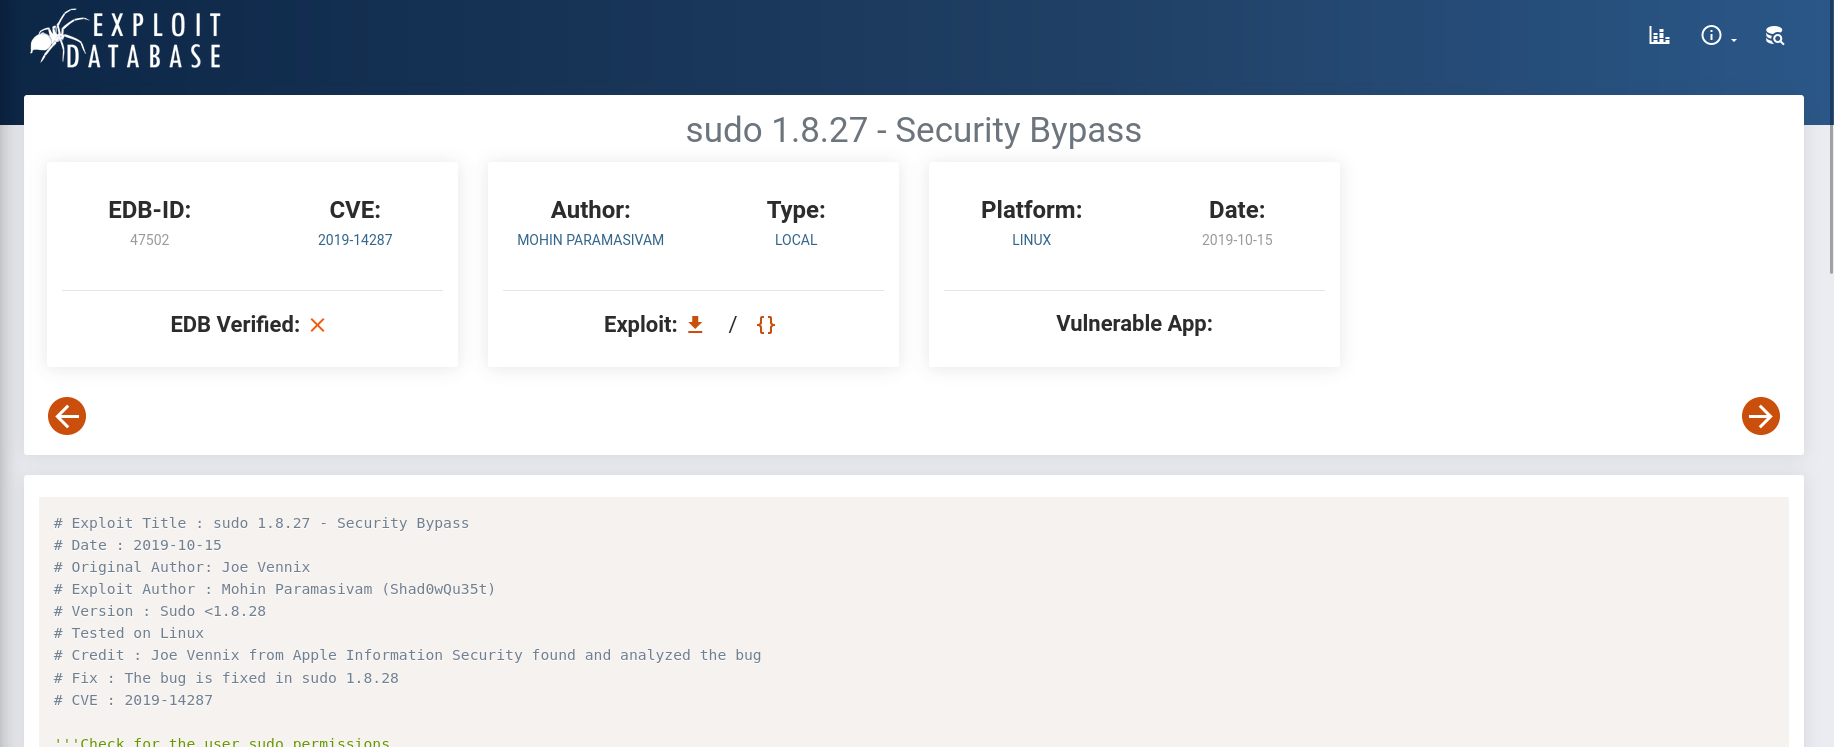 EXPLOIT
DATABASE
sudo 1.8.27 - Security Bypass
EDB-ID:
47502
CVE:
2019-14287
Author:
MOHIN PARAMASIVAM
Type:
LOCAL
Platform:
LINUX
Date:
2019-10-15
EDB Verified:
Exploit: / {}
Vulnerable App:
# Exploit Title : sudo 1.8.27 - Security Bypass
# Date : 2019-10-15
# Original Author: Joe Vennix
# Exploit Author : Mohin Paramasivam (Shad0wQu35t)
# Version : Sudo <1.8.28
# Tested on Linux
# Credit : Joe Vennix from Apple Information Security found and analyzed the bug
# Fix : The bug is fixed in sudo 1.8.28
# CVE : 2019-14287
'''Check for the user sudo permissions